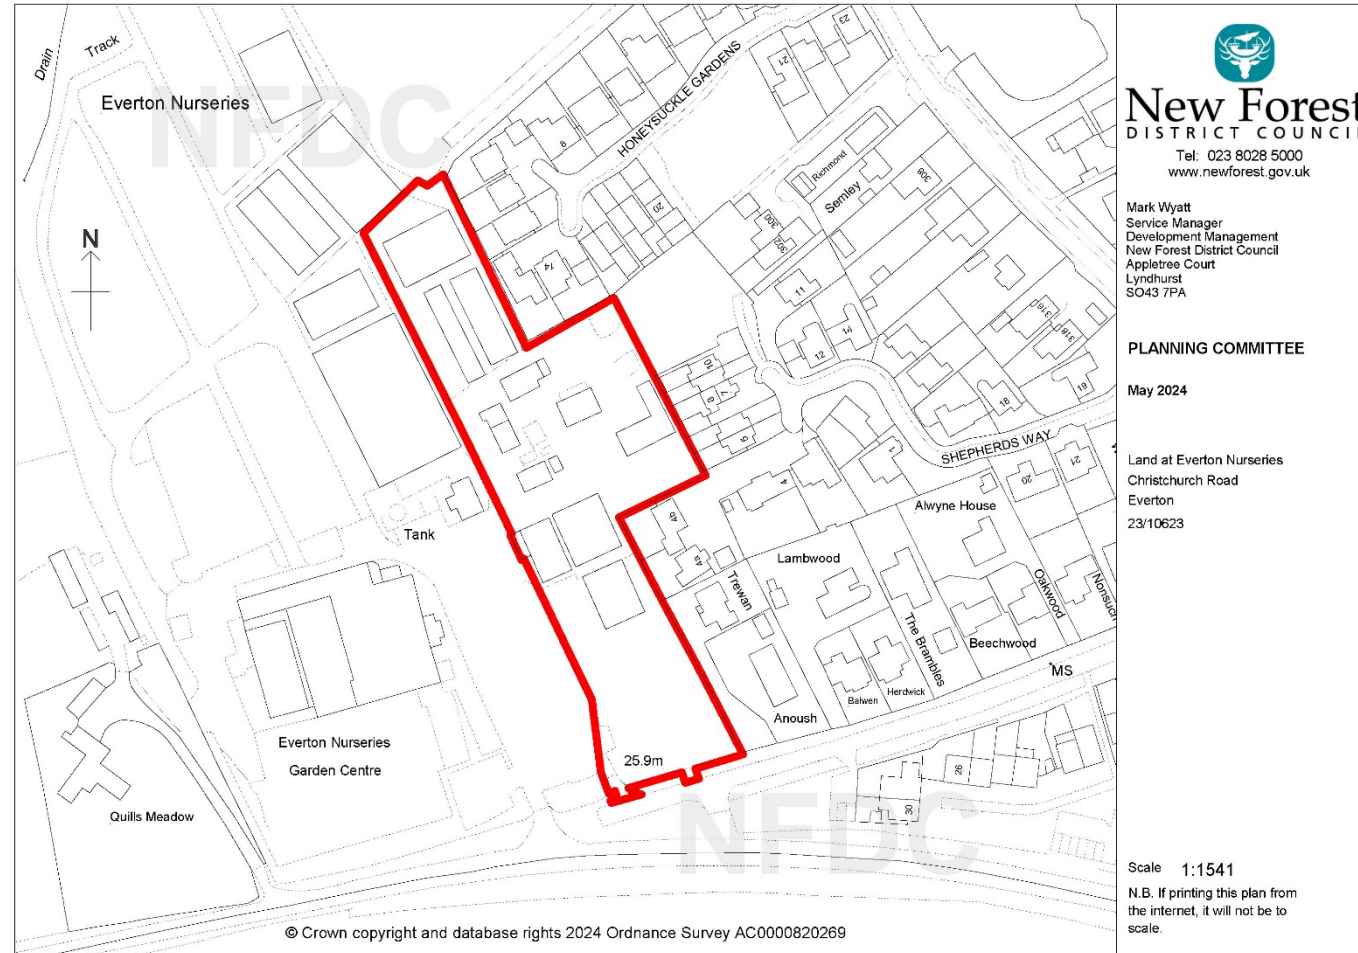 Drain
Track
Everton Nurseries
NFDC
N
HONEYSUCKLE GARDENS
23
21
8
20
14
Richmond
Semley
308
300
302
11
316
318
14
12
19
18
10
7
8
6
SHEPHERDS WAY
1
4
21
20
Alwyne House
4b
4a
Tank
Lambwood
Trewan
The Brambles
Oakwood
Nonsuch
Beechwood
MS
Balwen
Herdwick
Anoush
25.9m
Everton Nurseries
Garden Centre
Quills Meadow
26
30
NFDC
© Crown copyright and database rights 2024 Ordnance Survey AC0000820269
New Forest
DISTRICT COUNCIL
Tel: 023 8028 5000
www.newforest.gov.uk
Mark Wyatt
Service Manager
Development Management
New Forest District Council
Appletree Court
Lyndhurst
SO43 7PA
PLANNING COMMITTEE
May 2024
Land at Everton Nurseries
Christchurch Road
Everton
23/10623
Scale 1:1541
N.B. If printing this plan from
the internet, it will not be to
scale.